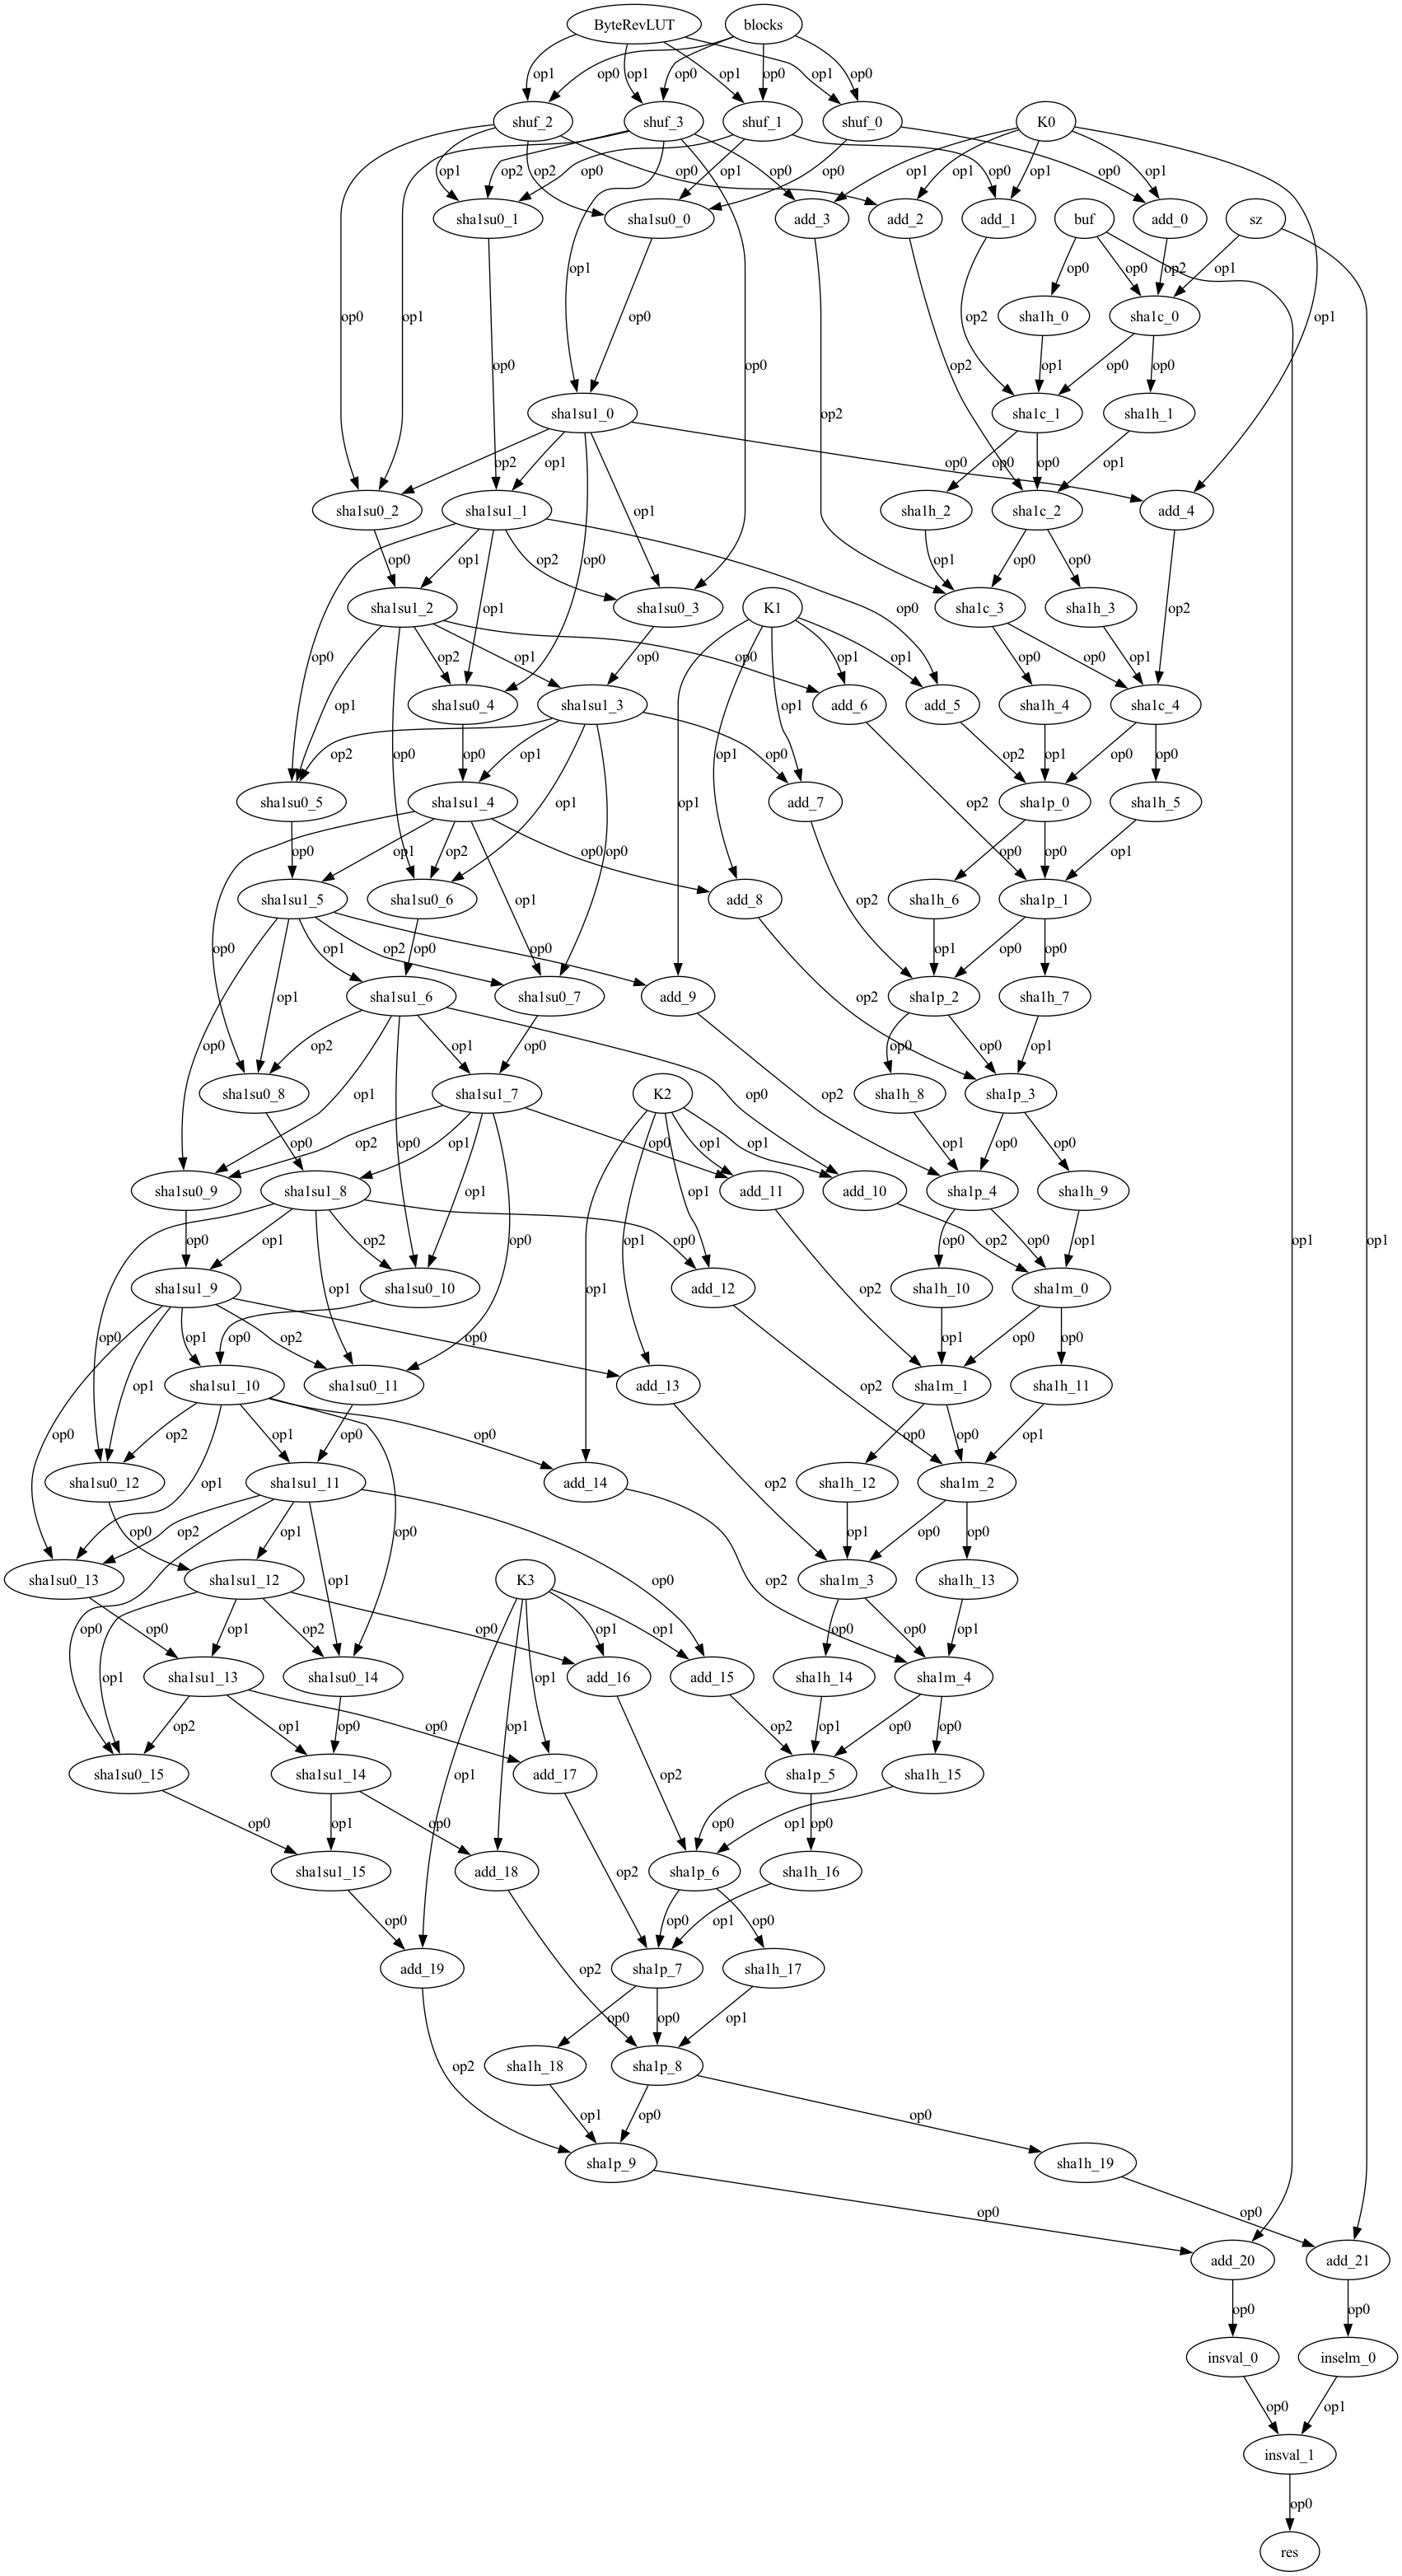 ByteRevLUT blocks
op1 op0 op1 op0 op1 op0 op1 op0
shuf_2 shuf_3 shuf_1 shuf_0 K0
op1 op2 op0 op2 op0 op1 op0 op0 op1 op1 op0 op1 op0 op1
sha1su0_1 sha1su0_0 add_3 add_2 add_1 buf add_0 sz
op1 op0 op0 op2 op1
op0 op1 op0 sha1h_0 sha1c_0 op1
op0 op0 op2 op2 op1 op0 op0
sha1su1_0 op2 sha1c_1 sha1h_1
op2 op1 op0 op0 op0 op1
sha1su0_2 sha1su1_1 op1 sha1h_2 sha1c_2 add_4
op0 op1 op2 op0 op1 op0 op0
sha1su1_2 op1 sha1su0_3 K1 op0 sha1c_3 sha1h_3 op2
op0 op1 op2 op1 op0 op0 op1 op1 op0 op0 op1
sha1su0_4 sha1su1_3 add_6 add_5 sha1h_4 sha1c_4
op2 op0 op0 op1 op0 op1 op1 op2 op1 op0 op0
sha1su0_5 sha1su1_4 op1 op1 add_7 op2 sha1p_0 sha1h_5
op0 op1 op2 op0 op0 op0 op0 op1
sha1su1_5 sha1su0_6 op1 add_8 op2 sha1h_6 sha1p_1
op0 op1 op2 op0 op0 op1 op0 op0
op1 sha1su1_6 sha1su0_7 add_9 op2 sha1p_2 sha1h_7
op0 op2 op1 op0 op0 op0 op1
sha1su0_8 op1 sha1su1_7 K2 op0 op2 sha1h_8 sha1p_3
op0 op2 op0 op1 op0 op1 op1 op1 op0 op0
sha1su0_9 sha1su1_8 op1 op1 add_11 add_10 sha1p_4 sha1h_9
op0 op1 op2 op0 op0 op1 op0 op2 op0 op1
sha1su1_9 op1 sha1su0_10 op1 add_12 op2 sha1h_10 sha1m_0
op0 op1 op0 op2 op0 op1 op0 op0
op1 sha1su1_10 sha1su0_11 add_13 op2 sha1m_1 sha1h_11
op0 op2 op1 op0 op0 op0 op0 op1
sha1su0_12 op1 sha1su1_11 add_14 op2 sha1h_12 sha1m_2
op0 op2 op1 op0 op1 op0 op0
sha1su0_13 sha1su1_12 op1 K3 op0 op2 sha1m_3 sha1h_13
op0 op0 op1 op2 op0 op1 op1 op0 op0 op1
op1 sha1su1_13 sha1su0_14 op1 add_16 add_15 sha1h_14 sha1m_4
op2 op1 op0 op0 op1 op2 op1 op0 op0
sha1su0_15 sha1su1_14 op1 add_17 op2 sha1p_5 sha1h_15
op0 op1 op0 op0 op1 op0
sha1su1_15 add_18 op2 sha1p_6 sha1h_16
op0 op0 op1 op0
add_19 op2 sha1p_7 sha1h_17
op0 op0 op1
op2 sha1h_18 sha1p_8
op1 op0 op0
sha1p_9 sha1h_19
op0 op0
add_20 add_21
op0 op0
insval_0 inselm_0
op0 op1
insval_1
op0
res